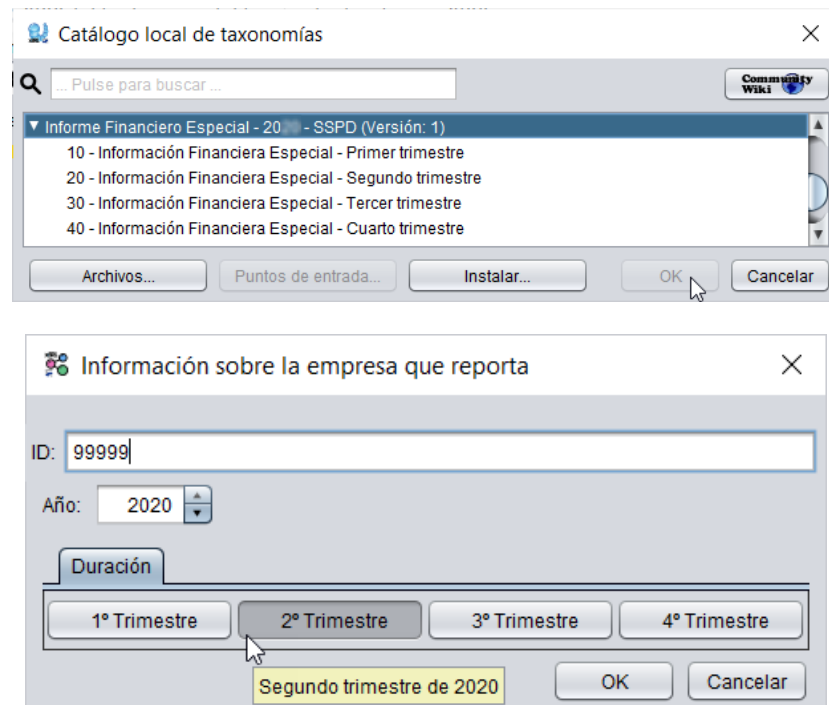 Catálogo local de taxonomías
... Pulse para buscar ...
Community Wiki
Informe Financiero Especial - 20 - SSPD (Versión: 1)
10 - Información Financiera Especial - Primer trimestre
20 - Información Financiera Especial - Segundo trimestre
30 - Información Financiera Especial - Tercer trimestre
40 - Información Financiera Especial - Cuarto trimestre
Archivos... Puntos de entrada... Instalar... OK Cancelar
Información sobre la empresa que reporta
ID: 99999
Año: 2020
Duración
1º Trimestre 2º Trimestre 3º Trimestre 4º Trimestre
Segundo trimestre de 2020 OK Cancelar